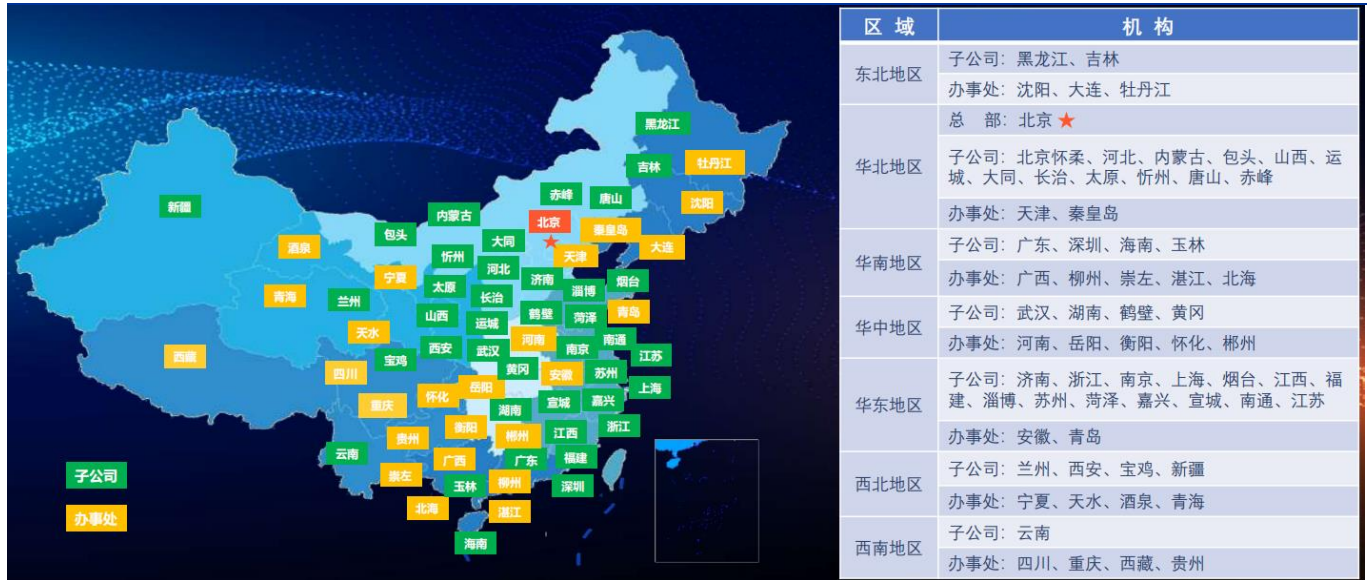 黑龙江
吉林
牡丹江
赤峰
唐山
沈阳
新疆
内蒙古
北京
秦皇岛
包头
大同
大连
酒泉
忻州
天津
宁夏
河北
济南
烟台
青海
兰州
太原
长治
淄博
山西
运城
鹤壁
菏泽
青岛
天水
西安
武汉
河南
南京
南通
西藏
宝鸡
黄冈
江苏
四川
安徽
苏州
怀化
岳阳
上海
重庆
湖南
宣城
嘉兴
贵州
衡阳
郴州
江西
浙江
云南
广西
广东
福建
子公司
崇左
玉林
柳州
深圳
办事处
北海
湛江
海南
区 域 机 构
东北地区
子公司：黑龙江、吉林
办事处：沈阳、大连、牡丹江
华北地区
总 部：北京★
子公司：北京怀柔、河北、内蒙古、包头、山西、运
城、大同、长治、太原、忻州、唐山、赤峰
办事处：天津、秦皇岛
华南地区
子公司：广东、深圳、海南、玉林
办事处：广西、柳州、崇左、湛江、北海
华中地区
子公司：武汉、湖南、鹤壁、黄冈
办事处：河南、岳阳、衡阳、怀化、郴州
华东地区
子公司：济南、浙江、南京、上海、烟台、江西、福
建、淄博、苏州、菏泽、嘉兴、宣城、南通、江苏
办事处：安徽、青岛
西北地区
子公司：兰州、西安、宝鸡、新疆
办事处：宁夏、天水、酒泉、青海
西南地区
子公司：云南
办事处：四川、重庆、西藏、贵州